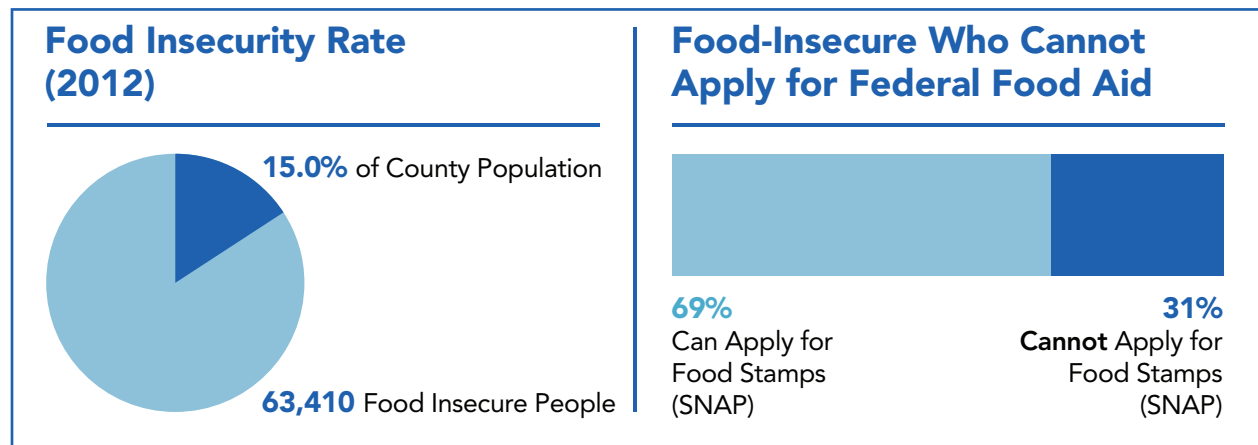 Food Insecurity Rate
(2012)
15.0% of County Population
63,410 Food Insecure People
Food-Insecure Who Cannot
Apply for Federal Food Aid
69%
Can Apply for
Food Stamps
(SNAP)
31%
Cannot Apply for
Food Stamps
(SNAP)